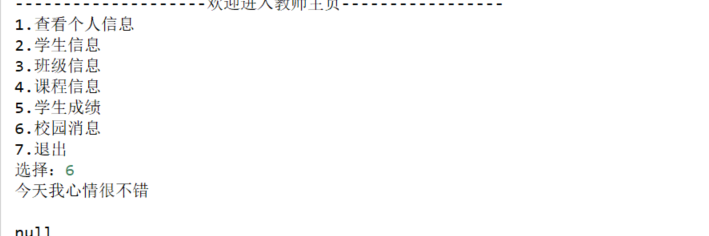 --------------------欢迎进入教师主页-----------------
1.查看个人信息
2.学生信息
3.班级信息
4.课程信息
5.学生成绩
6.校园消息
7.退出
选择：6
今天我心情很不错
null